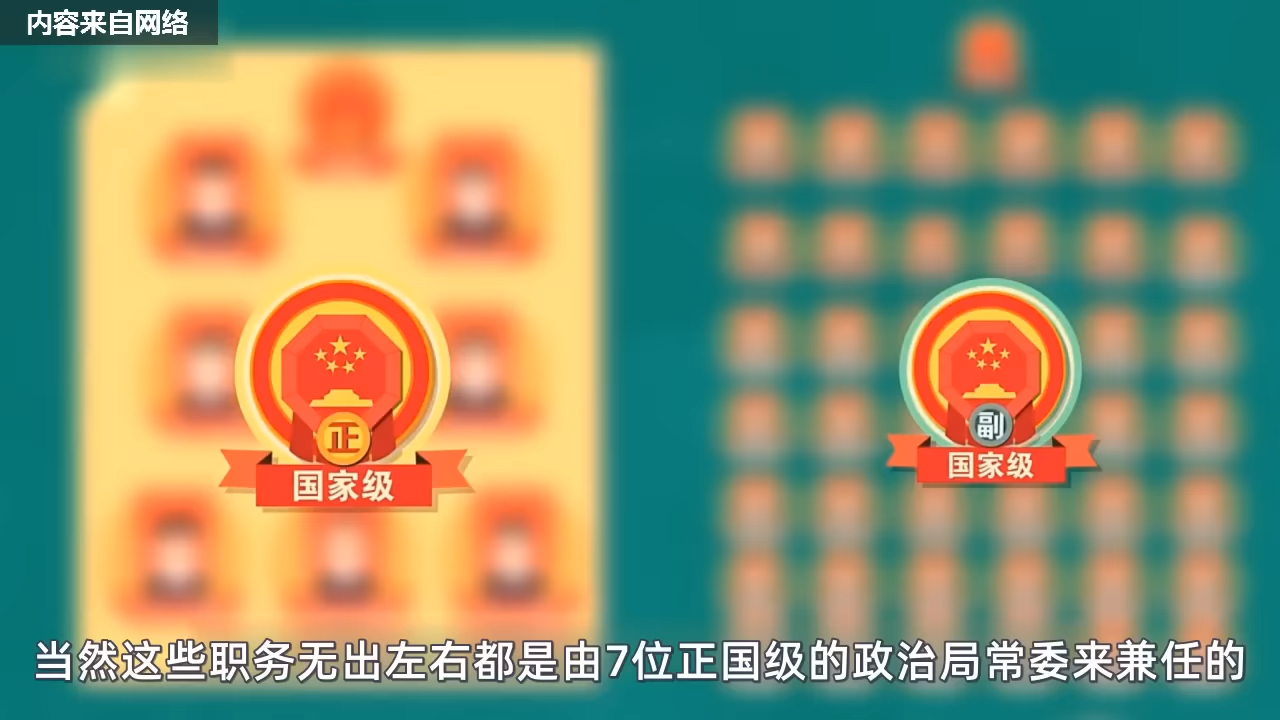 内容来自网络
正
国家级
副
国家级
当然这些职务无出左右都是由7位正国级的政治局常委来兼任的